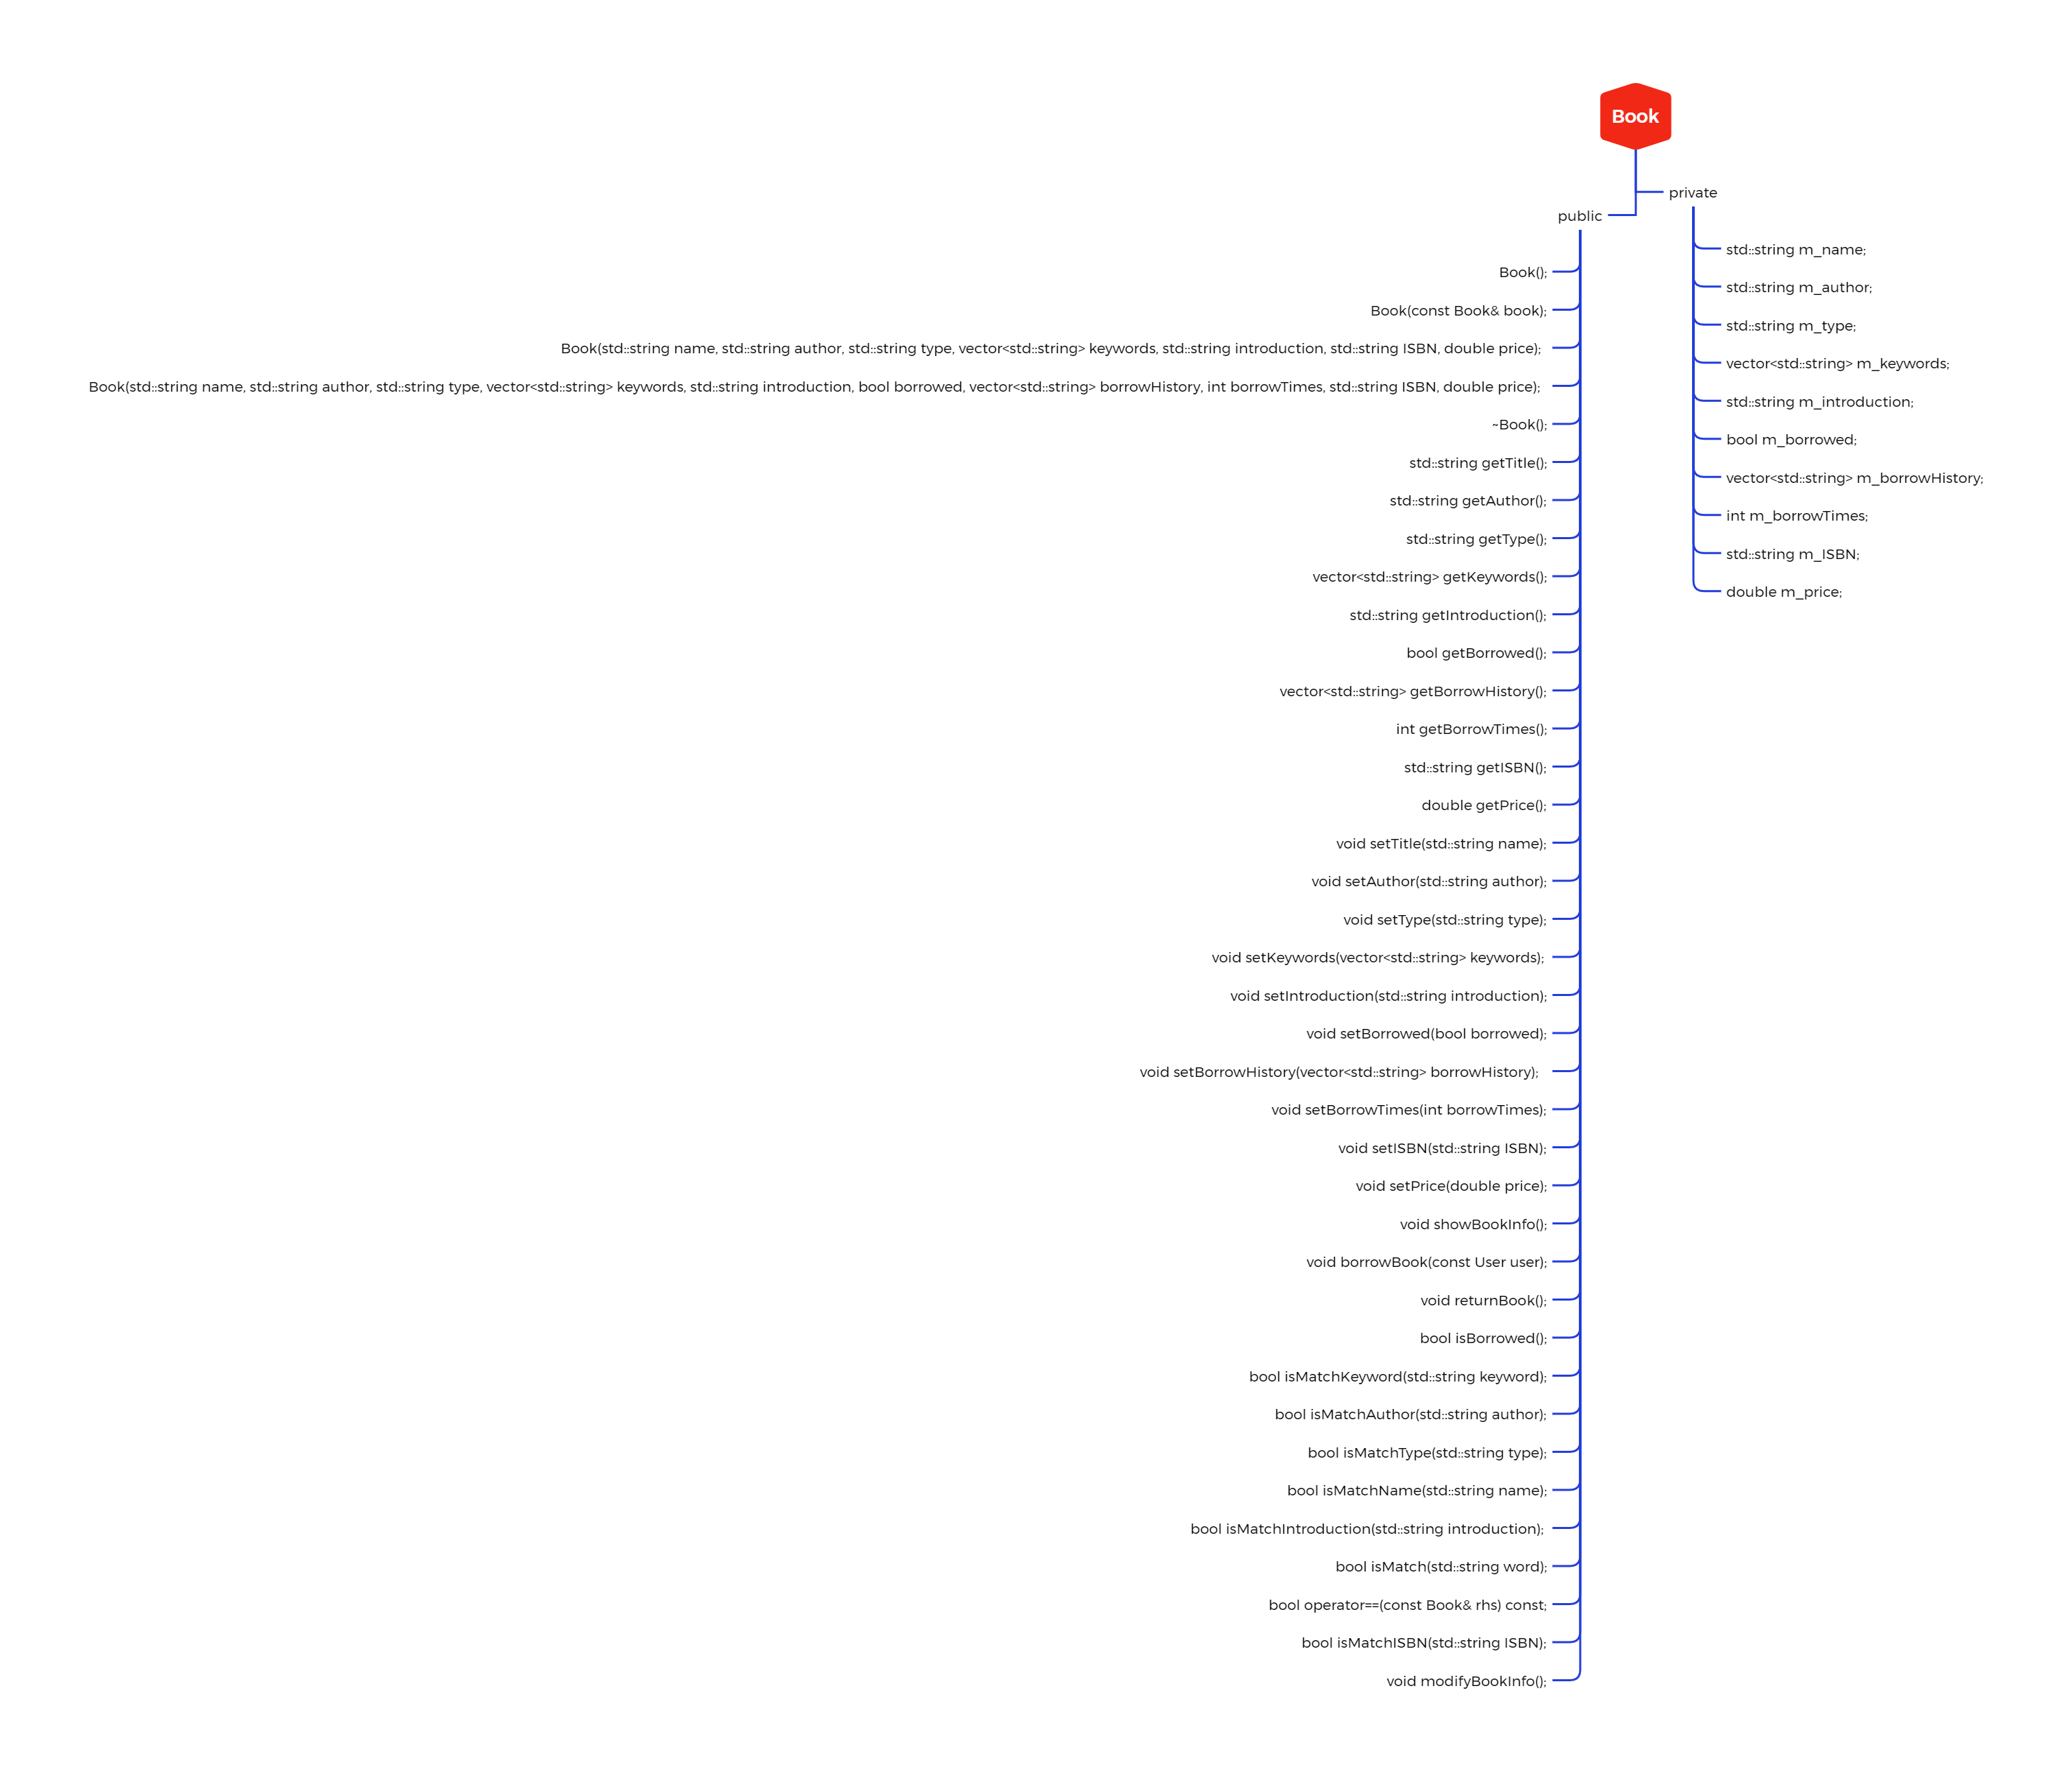 Book
private
std::string m_name;
std::string m_author;
std::string m_type;
vector<std::string> m_keywords;
std::string m_introduction;
bool m_borrowed;
vector<std::string> m_borrowHistory;
int m_borrowTimes;
std::string m_ISBN;
double m_price;
public
Book();
Book(const Book& book);
Book(std::string name, std::string author, std::string type, vector<std::string> keywords, std::string introduction, std::string ISBN, double price);
Book(std::string name, std::string author, std::string type, vector<std::string> keywords, std::string introduction, bool borrowed, vector<std::string> borrowHistory, int borrowTimes, std::string ISBN, double price);
~Book();
std::string getTitle();
std::string getAuthor();
std::string getType();
vector<std::string> getKeywords();
std::string getIntroduction();
bool getBorrowed();
vector<std::string> getBorrowHistory();
int getBorrowTimes();
std::string getISBN();
double getPrice();
void setTitle(std::string name);
void setAuthor(std::string author);
void setType(std::string type);
void setKeywords(vector<std::string> keywords);
void setIntroduction(std::string introduction);
void setBorrowed(bool borrowed);
void setBorrowHistory(vector<std::string> borrowHistory);
void setBorrowTimes(int borrowTimes);
void setISBN(std::string ISBN);
void setPrice(double price);
void showBookInfo();
void borrowBook(const User user);
void returnBook();
bool isBorrowed();
bool isMatchKeyword(std::string keyword);
bool isMatchAuthor(std::string author);
bool isMatchType(std::string type);
bool isMatchName(std::string name);
bool isMatchIntroduction(std::string introduction);
bool isMatch(std::string word);
bool operator==(const Book& rhs) const;
bool isMatchISBN(std::string ISBN);
void modifyBookInfo();